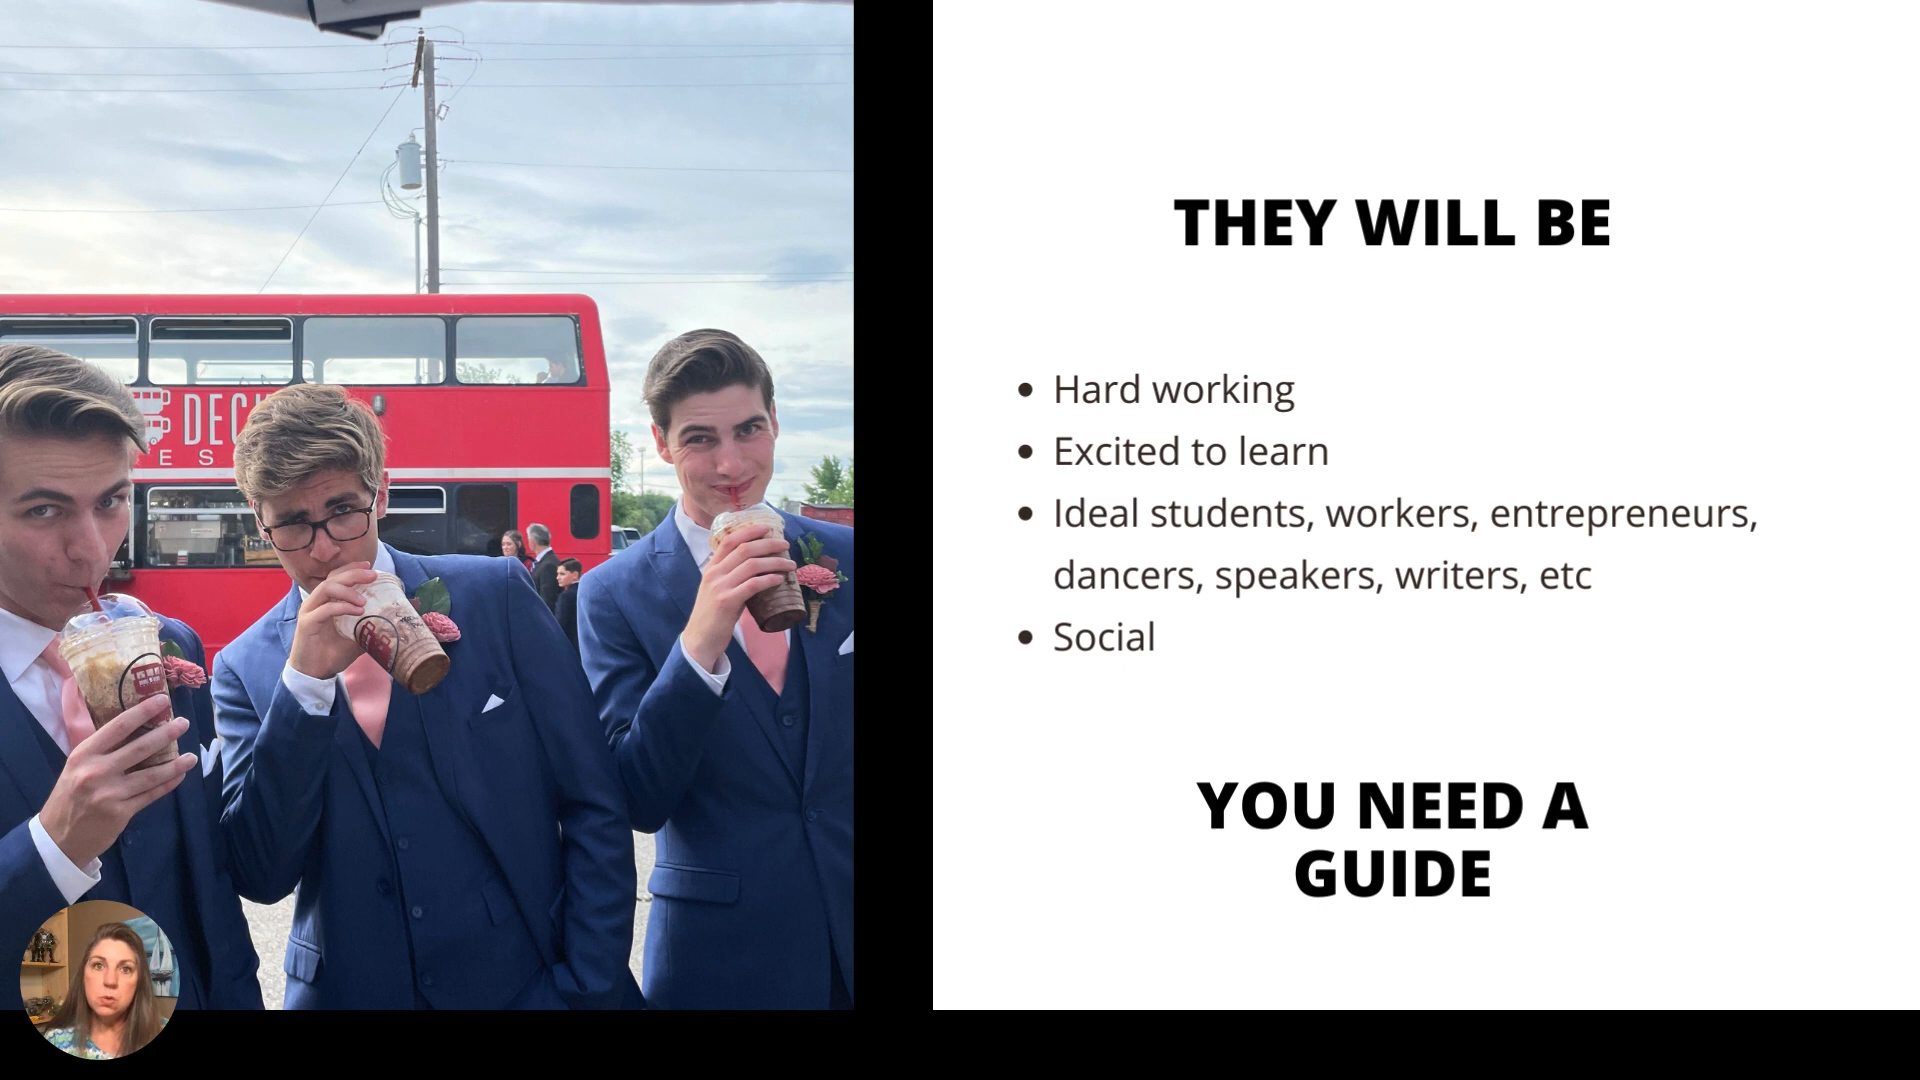 DEC
E S
THEY WILL BE
• Hard working
• Excited to learn
• Ideal students, workers, entrepreneurs,
dancers, speakers, writers, etc
• Social
YOU NEED A
GUIDE